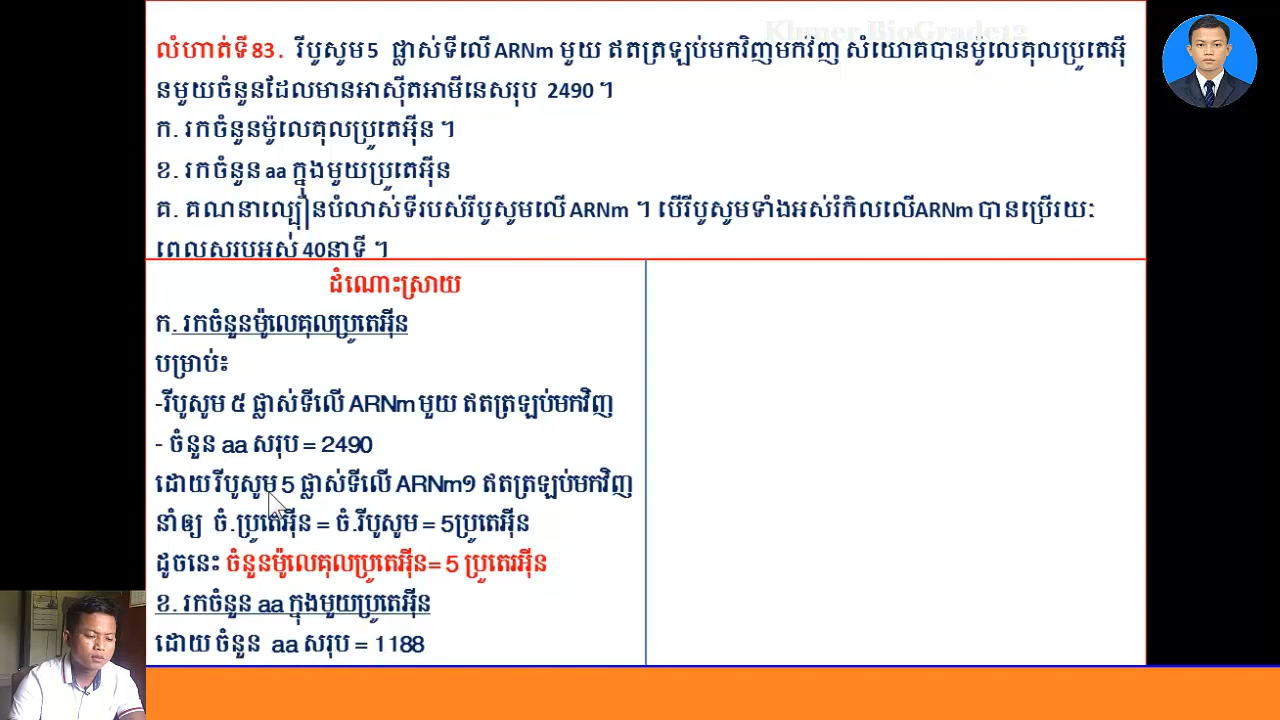 Khmer BioGrade12
លំហាត់ទី83. រីបូសូម5 ផ្លាស់ទីលើARNm មួយ ឥតត្រឡប់មកវិញមកវិញ សំយោគបានម៉ូលេគុលប្រូតេអ៊ី
នមួយចំនួនដែលមានអាស៊ីតអាមីនេសរុប 2490 ។
ក. រកចំនួនម៉ូលេគុលប្រូតេអ៊ីន ។
ខ. រកចំនួន aa ក្នុងមួយប្រូតេអ៊ីន
គ. គណនាល្បឿនបំលាស់ទីរបស់រីបូសូមលើ ARNm ។ បើរីបូសូមទាំងអស់រំកិលលើARNm បានប្រើរយៈ
ពេលសរុបអស់ 40នាទី ។
ដំណោះស្រាយ
ក. រកចំនួនម៉ូលេគុលប្រូតេអ៊ីន
បម្រាប់៖
-រីបូសូម ៥ ផ្លាស់ទីលើ ARNm មួយ ឥតត្រឡប់មកវិញ
- ចំនួន aa សរុប = 2490
ដោយ រីបូសូម 5 ផ្លាស់ទីលើ ARNm១ ឥតត្រឡប់មកវិញ
នាំឲ្យ ចំ.ប្រូតេអ៊ីន = ចំ.រីបូសូម = 5ប្រូតេអ៊ីន
ដូចនេះ ចំនួនម៉ូលេគុលប្រូតេអ៊ីន= 5 ប្រូតេរអ៊ីន
ខ. រកចំនួន aa ក្នុងមួយប្រូតេអ៊ីន
ដោយ ចំនួន aa សរុប = 1188